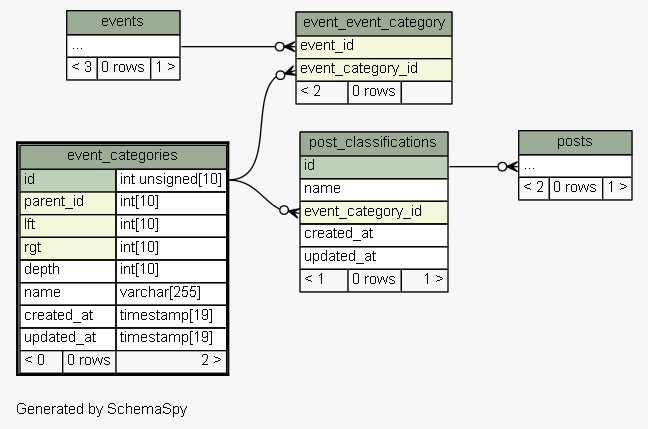 events
...
< 3 0 rows 1 >
event_event_category
event_id
event_category_id
< 2 0 rows
event_categories
id int unsigned[10]
parent_id int[10]
lft int[10]
rgt int[10]
depth int[10]
name varchar[255]
created_at timestamp[19]
updated_at timestamp[19]
< 0 0 rows 2 >
post_classifications
id
name
event_category_id
created_at
updated_at
< 1 0 rows 1 >
posts
...
< 2 0 rows 1 >
Generated by SchemaSpy